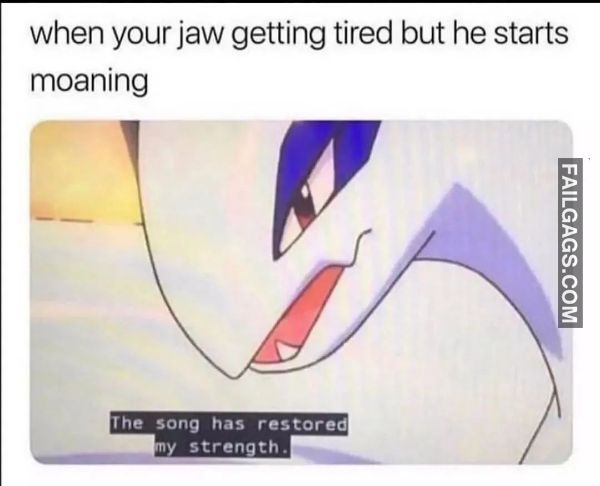 when your jaw getting tired but he starts
moaning
FAILGAGS.COM
The song has restored
my strength.